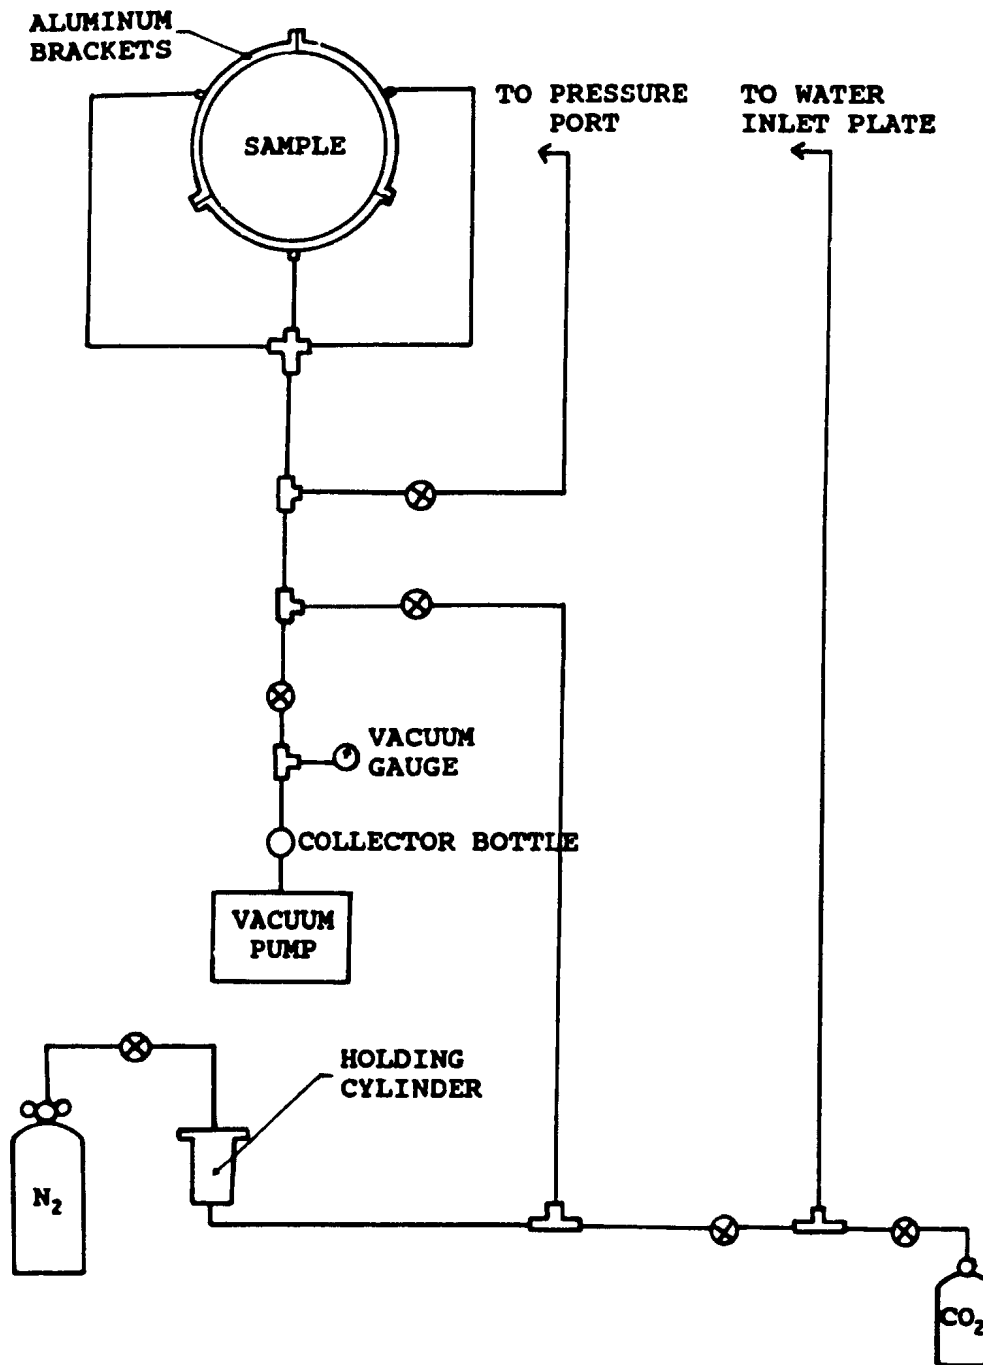 ALUMINUM
BRACKETS
SAMPLE
TO PRESSURE
PORT
TO WATER
INLET PLATE
VACUUM
GAUGE
COLLECTOR BOTTLE
VACUUM
PUMP
HOLDING
CYLINDER
N₂
CO₂